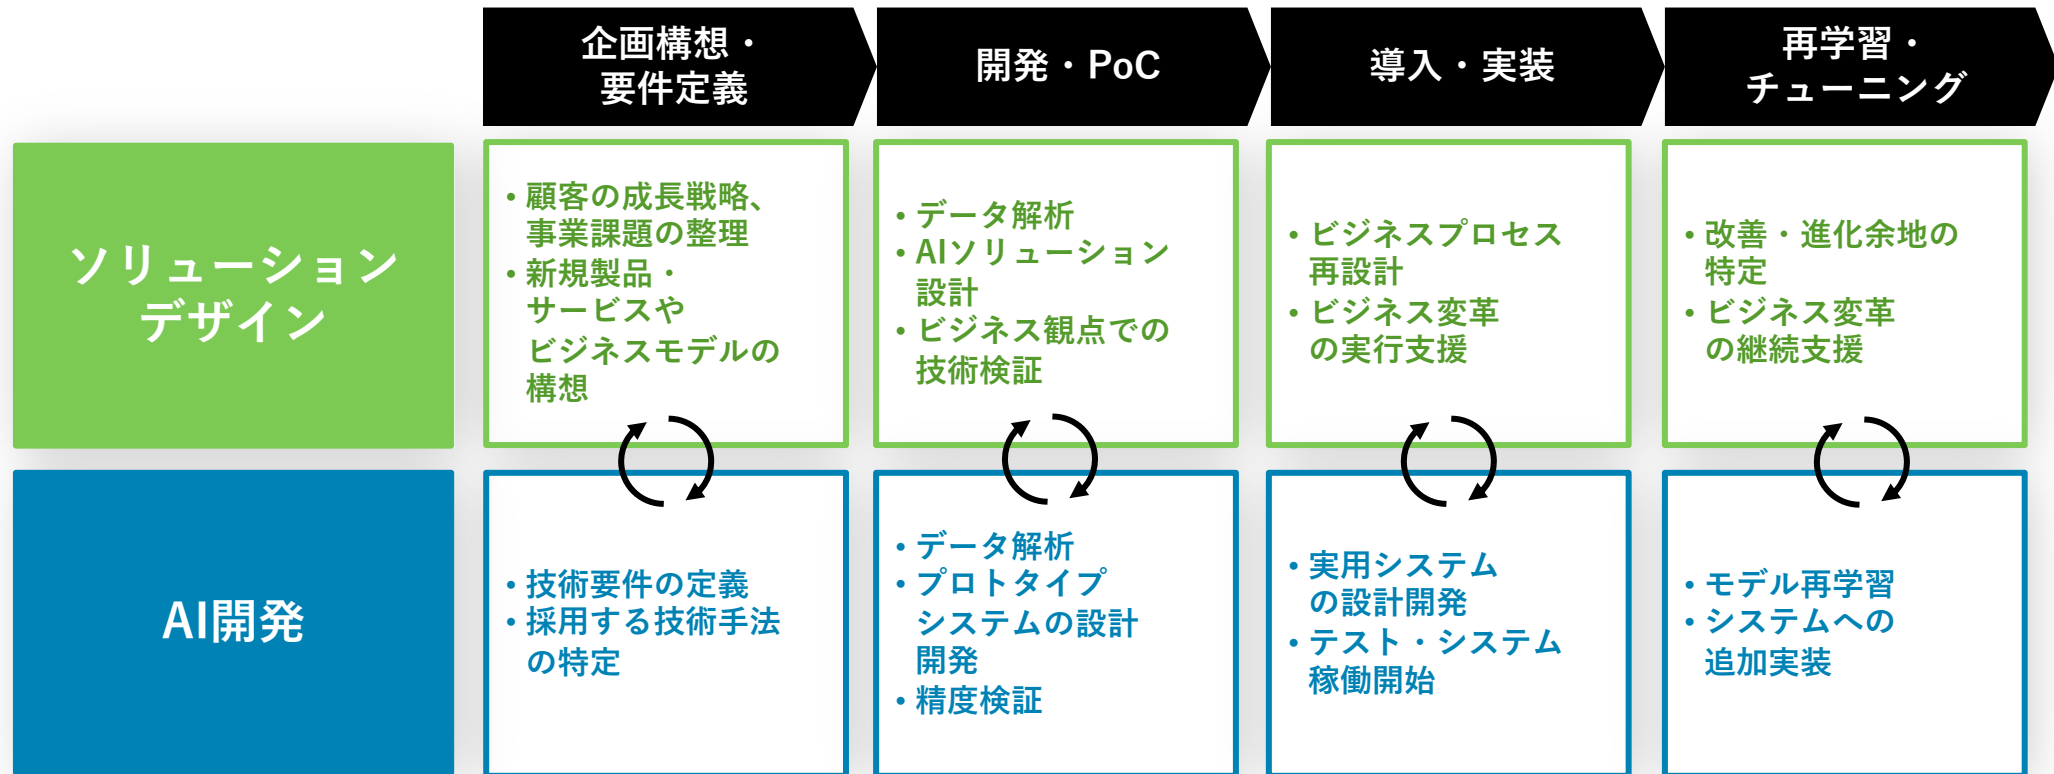 企画構想・
要件定義
開発・PoC
導入・実装
再学習・
チューニング
ソリューション
デザイン
・顧客の成長戦略、
事業課題の整理
・新規製品・
サービスや
ビジネスモデルの
構想
・データ解析
・AIソリューション
設計
・ビジネス観点での
技術検証
・ビジネスプロセス
再設計
・ビジネス変革
の実行支援
・改善・進化余地の
特定
・ビジネス変革
の継続支援
AI開発
・技術要件の定義
・採用する技術手法
の特定
・データ解析
・プロトタイプ
システムの設計
開発
・精度検証
・実用システム
の設計開発
・テスト・システム
稼働開始
・モデル再学習
・システムへの
追加実装